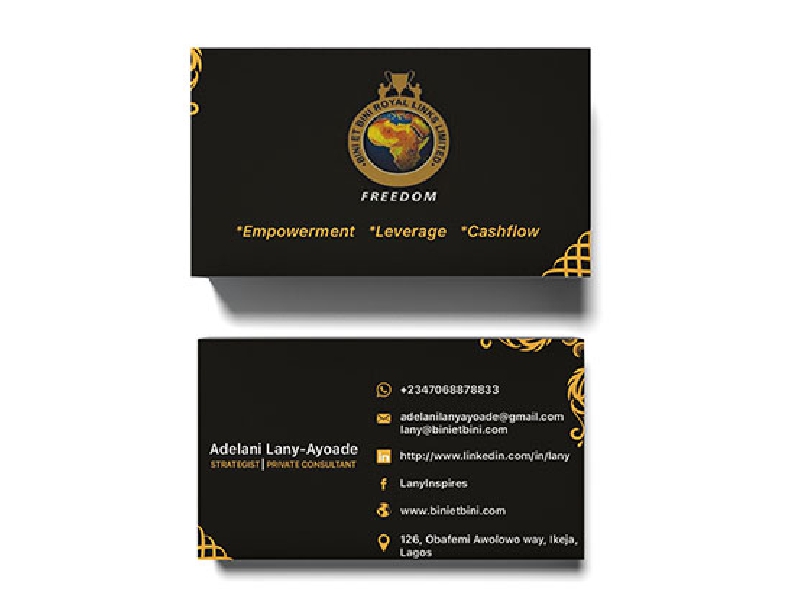 BINI ET BINI ROYAL LINKS LIMITED
FREEDOM
*Empowerment *Leverage *Cashflow
+2347068878833
adelanilanyayoade@gmail.com
lany@binietbini.com
Adelani Lany-Ayoade
STRATEGIST | PRIVATE CONSULTANT
in http://www.linkedin.com/in/lany
f LanyInspires
www.binietbini.com
126, Obafemi Awolowo way, Ikeja,
Lagos